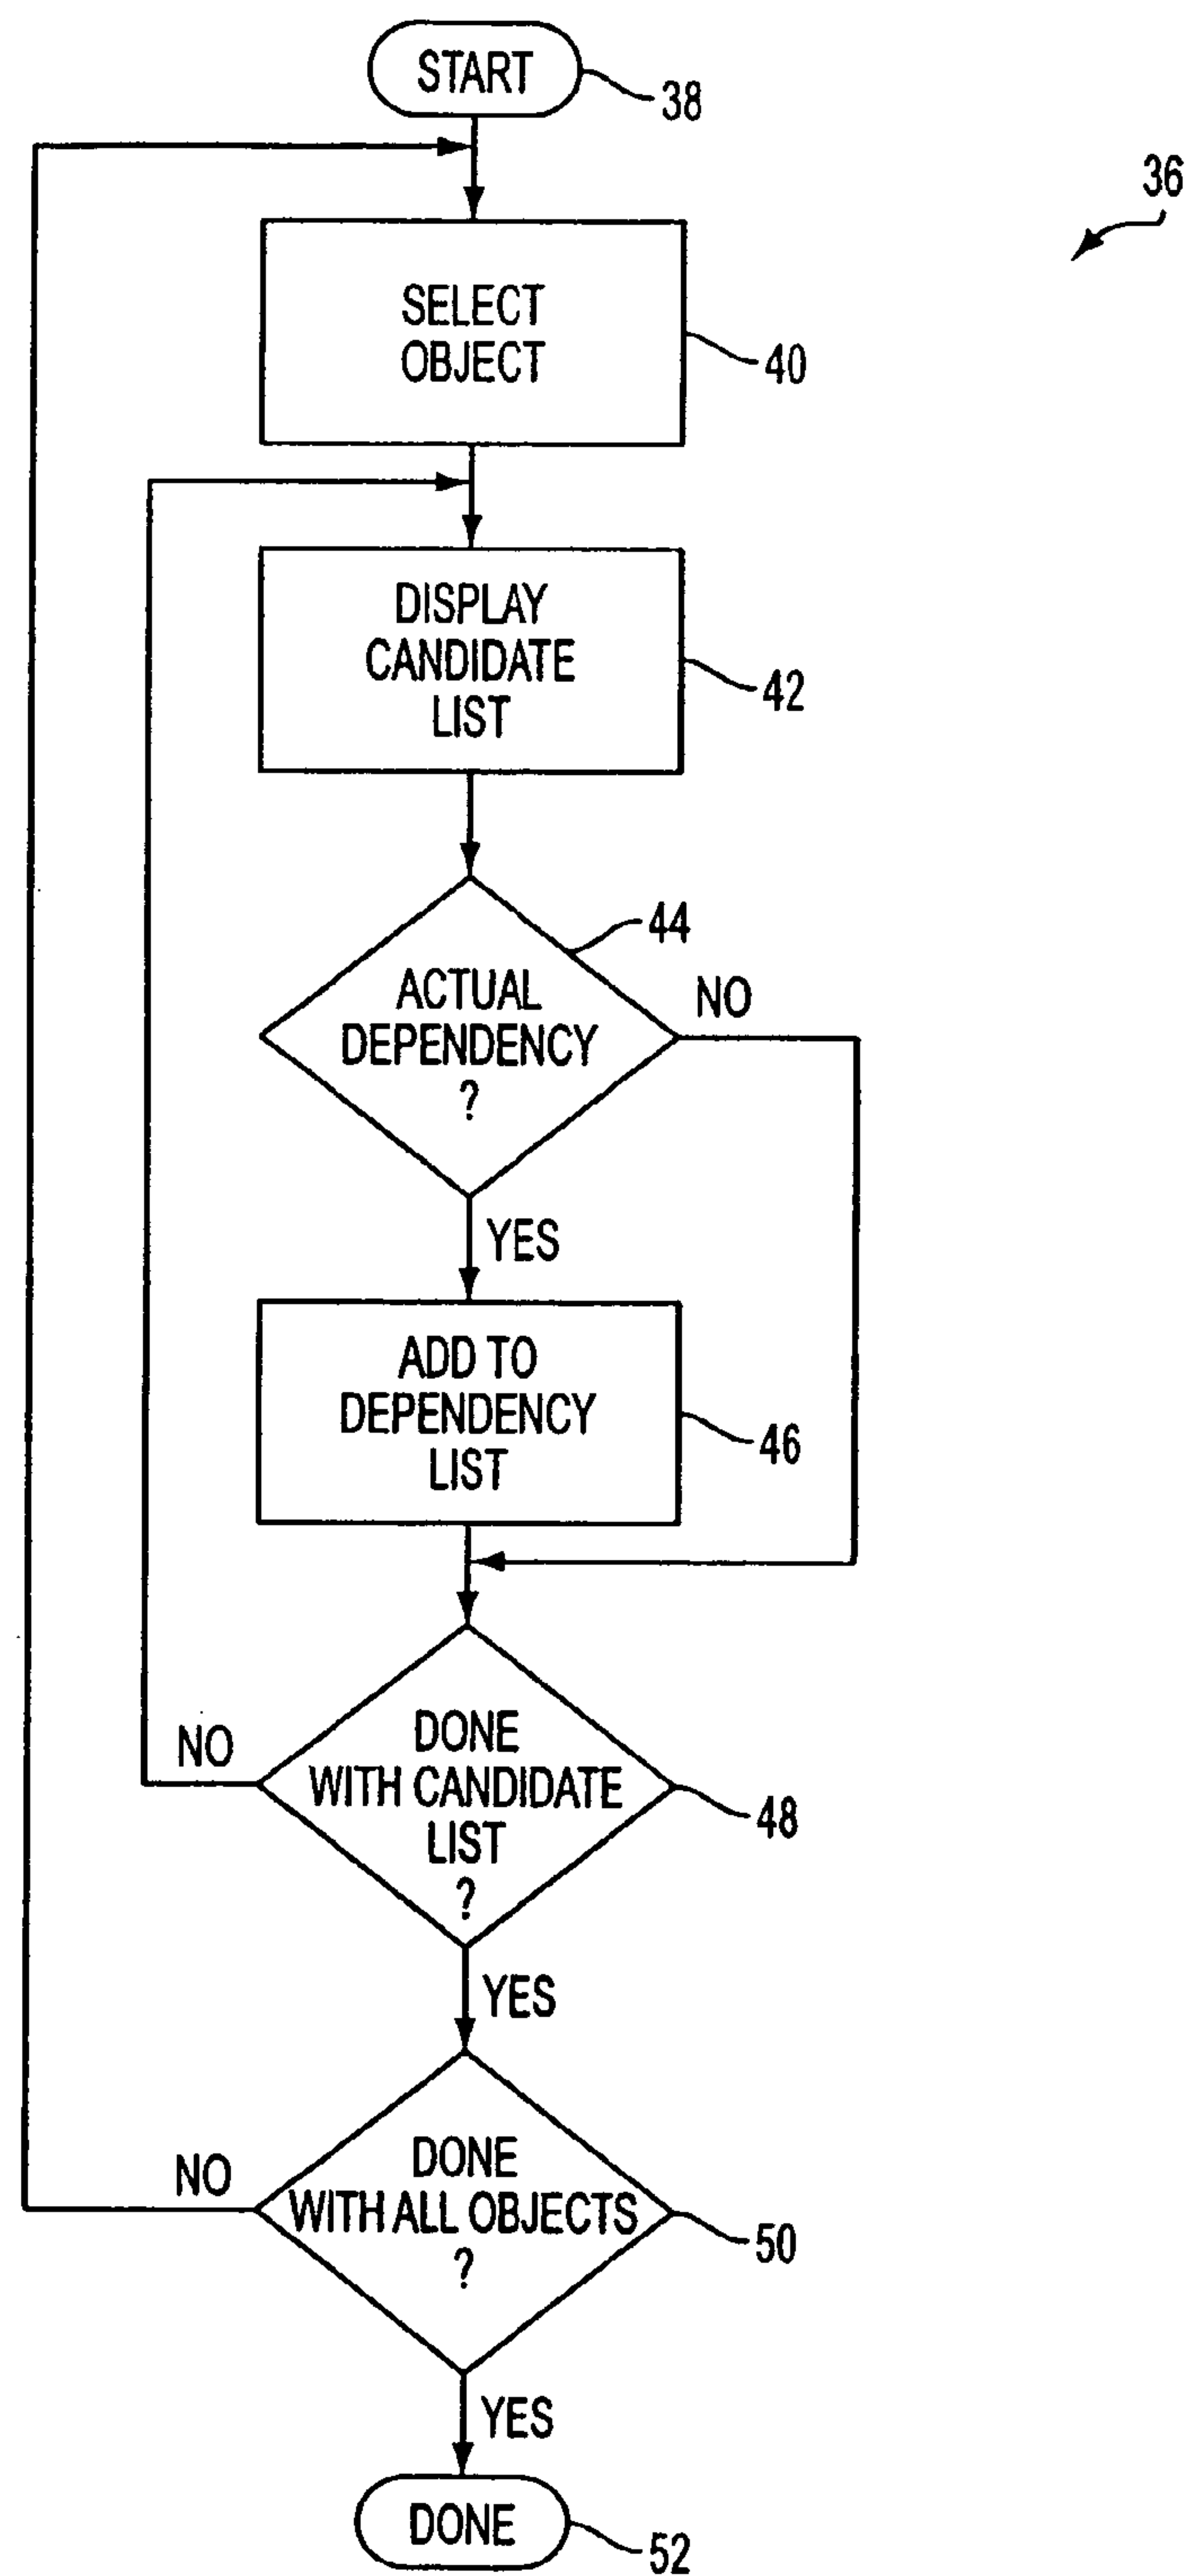 START
38
36
SELECT
OBJECT
40
DISPLAY
CANDIDATE
LIST
42
44
ACTUAL
DEPENDENCY
?
NO
YES
ADD TO
DEPENDENCY
LIST
46
DONE
WITH CANDIDATE
LIST
?
NO
48
YES
DONE
WITH ALL OBJECTS
?
NO
50
YES
DONE
52